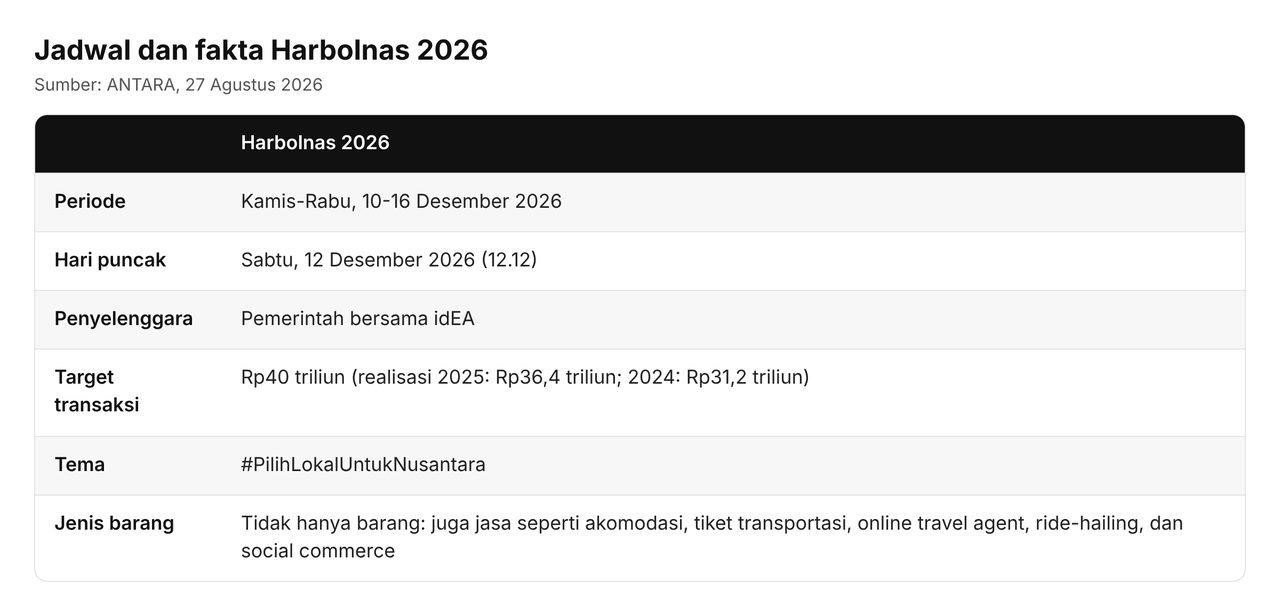 Jadwal dan fakta Harbolnas 2026
Sumber: ANTARA, 27 Agustus 2026
Harbolnas 2026
Periode Kamis-Rabu, 10-16 Desember 2026
Hari puncak Sabtu, 12 Desember 2026 (12.12)
Penyelenggara Pemerintah bersama idEA
Target Rp40 triliun (realisasi 2025: Rp36,4 triliun; 2024: Rp31,2 triliun)
transaksi
Tema #PilihLokalUntukNusantara
Jenis barang Tidak hanya barang: juga jasa seperti akomodasi, tiket transportasi, online travel agent, ride-hailing, dan
social commerce